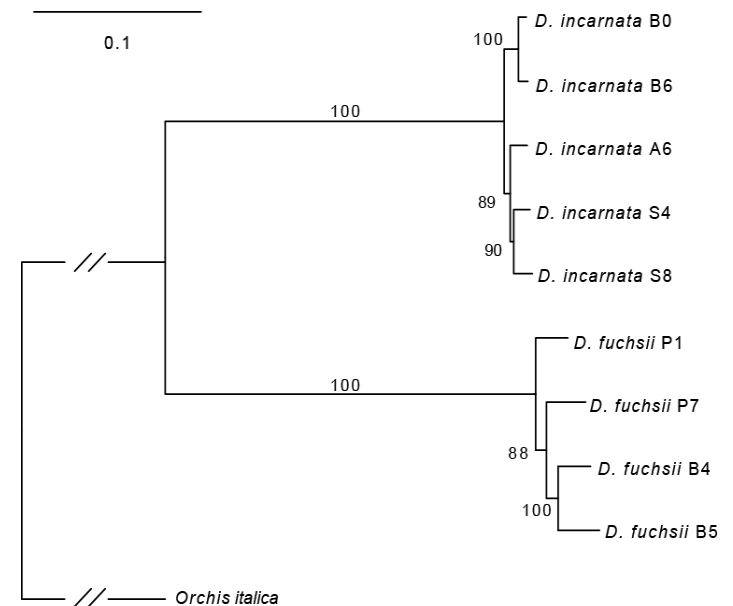 0.1
100
D. incarnata B0
D. incarnata B6
100
D. incarnata A6
89
D. incarnata S4
90
D. incarnata S8
D. fuchsii P1
100
D. fuchsii P7
88
D. fuchsii B4
100
D. fuchsii B5
Orchis italica